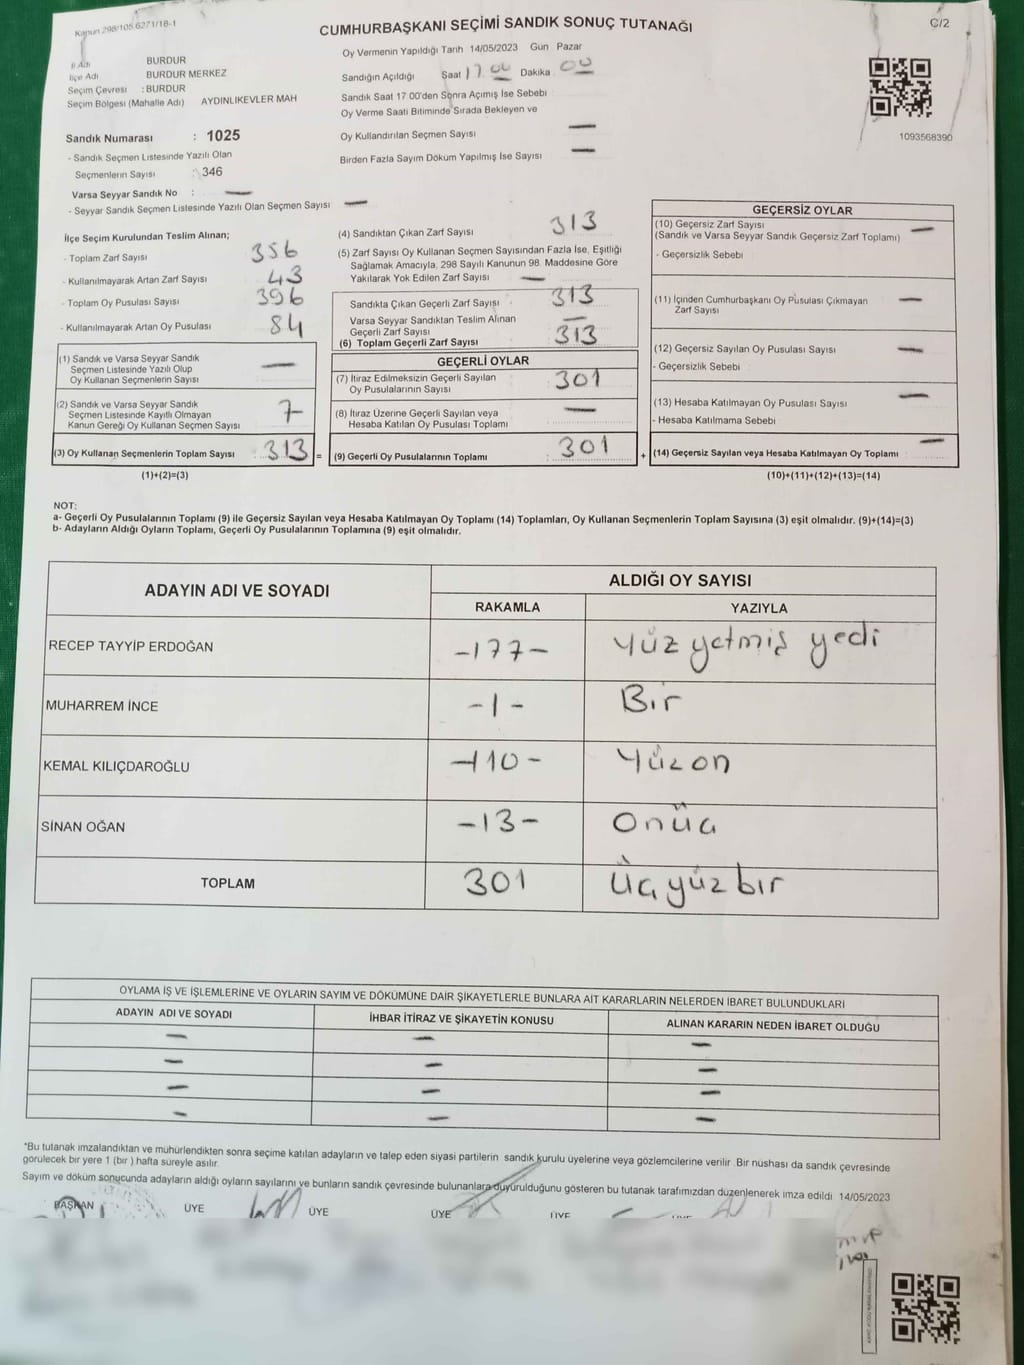 Kanun 298/105.6271/18-1
CUMHURBAŞKANI SEÇİMİ SANDIK SONUÇ TUTANAĞI
C/2
İl Adı BURDUR
İlçe Adı BURDUR MERKEZ
Seçim Çevresi : BURDUR
Seçim Bölgesi (Mahalle Adı) AYDINLIKEVLER MAH
Sandık Numarası : 1025
- Sandık Seçmen Listesinde Yazılı Olan
Seçmenlerin Sayısı : 346
Varsa Seyyar Sandık No : —
- Seyyar Sandık Seçmen Listesinde Yazılı Olan Seçmen Sayısı —
Oy Vermenin Yapıldığı Tarih 14/05/2023 Gün Pazar
Sandığın Açıldığı Saat 17.00 Dakika 00
Sandık Saat 17:00'den Sonra Açımış İse Sebebi
Oy Verme Saati Bitiminde Sırada Bekleyen ve
Oy Kullandırılan Seçmen Sayısı —
Birden Fazla Sayım Döküm Yapılmış İse Sayısı —
1093568390
İlçe Seçim Kurulundan Teslim Alınan;
- Toplam Zarf Sayısı 356
- Kullanılmayarak Artan Zarf Sayısı 43
- Toplam Oy Pusulası Sayısı 396
- Kullanılmayarak Artan Oy Pusulası 84
(1) Sandık ve Varsa Seyyar Sandık
Seçmen Listesinde Yazılı Olup
Oy Kullanan Seçmenlerin Sayısı —
(2) Sandık ve Varsa Seyyar Sandık
Seçmen Listesinde Kayıtlı Olmayan
Kanun Gereği Oy Kullanan Seçmen Sayısı 7
(3) Oy Kullanan Seçmenlerin Toplam Sayısı : 313 =
(1)+(2)=(3)
(4) Sandıktan Çıkan Zarf Sayısı 313
(5) Zarf Sayısı Oy Kullanan Seçmen Sayısından Fazla İse, Eşitliği
Sağlamak Amacıyla, 298 Sayılı Kanunun 98. Maddesine Göre
Yakılarak Yok Edilen Zarf Sayısı —
Sandıkta Çıkan Geçerli Zarf Sayısı 313
Varsa Seyyar Sandıktan Teslim Alınan
Geçerli Zarf Sayısı —
(6) Toplam Geçerli Zarf Sayısı 313
GEÇERLİ OYLAR
(7) İtiraz Edilmeksizin Geçerli Sayılan
Oy Pusulalarının Sayısı 301
(8) İtiraz Üzerine Geçerli Sayılan veya
Hesaba Katılan Oy Pusulası Toplamı —
(9) Geçerli Oy Pusulalarının Toplamı : 301 +
GEÇERSİZ OYLAR
(10) Geçersiz Zarf Sayısı
(Sandık ve Varsa Seyyar Sandık Geçersiz Zarf Toplamı) —
- Geçersizlik Sebebi
(11) İçinden Cumhurbaşkanı Oy Pusulası Çıkmayan
Zarf Sayısı —
(12) Geçersiz Sayılan Oy Pusulası Sayısı —
- Geçersizlik Sebebi
(13) Hesaba Katılmayan Oy Pusulası Sayısı —
- Hesaba Katılmama Sebebi
(14) Geçersiz Sayılan veya Hesaba Katılmayan Oy Toplamı —
(10)+(11)+(12)+(13)=(14)
NOT:
a- Geçerli Oy Pusulalarının Toplamı (9) ile Geçersiz Sayılan veya Hesaba Katılmayan Oy Toplamı (14) Toplamları, Oy Kullanan Seçmenlerin Toplam Sayısına (3) eşit olmalıdır. (9)+(14)=(3)
b- Adayların Aldığı Oyların Toplamı, Geçerli Oy Pusulalarının Toplamına (9) eşit olmalıdır.
ADAYIN ADI VE SOYADI ALDIĞI OY SAYISI
RAKAMLA YAZIYLA
RECEP TAYYİP ERDOĞAN -177- Yüz yetmiş yedi
MUHARREM İNCE -1- Bir
KEMAL KILIÇDAROĞLU -110- Yüzon
SİNAN OĞAN -13- Onüç
TOPLAM 301 Üçyüzbir
OYLAMA İŞ VE İŞLEMLERİNE VE OYLARIN SAYIM VE DÖKÜMÜNE DAİR ŞİKAYETLERLE BUNLARA AİT KARARLARIN NELERDEN İBARET BULUNDUKLARI
ADAYIN ADI VE SOYADI İHBAR İTİRAZ VE ŞİKAYETİN KONUSU ALINAN KARARIN NEDEN İBARET OLDUĞU
— — —
— — —
— — —
— — —
*Bu tutanak imzalandıktan ve mühürlendikten sonra seçime katılan adayların ve talep eden siyasi partilerin sandık kurulu üyelerine veya gözlemcilerine verilir. Bir nüshası da sandık çevresinde
görülecek bir yere 1 (bir) hafta süreyle asılır.
Sayım ve döküm sonucunda adayların aldığı oyların sayılarını ve bunların sandık çevresinde bulunanlara duyurulduğunu gösteren bu tutanak tarafımızdan düzenlenerek imza edildi 14/05/2023
BAŞKAN ÜYE ÜYE ÜYE ÜYE ÜYE